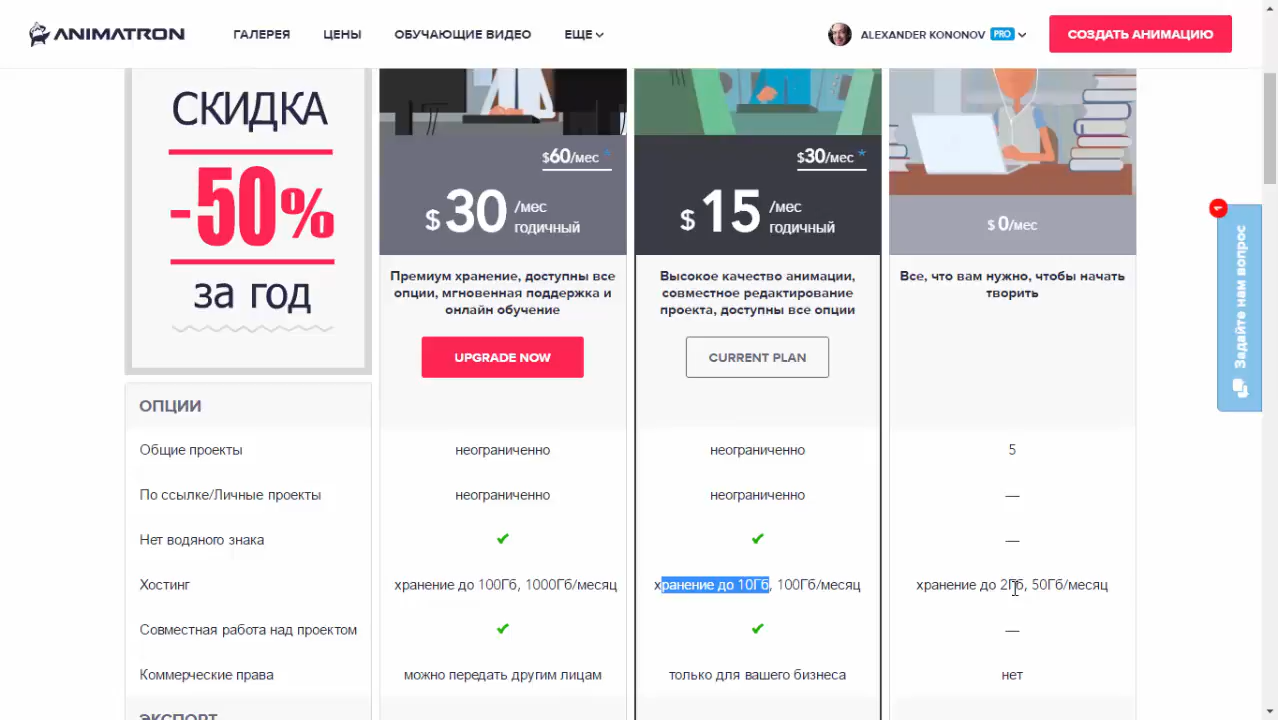 ANIMATRON
ГАЛЕРЕЯ
ЦЕНЫ
ОБУЧАЮЩИЕ ВИДЕО
ЕЩЕ
ALEXANDER KONONOV PRO
СОЗДАТЬ АНИМАЦИЮ
СКИДКА
-50%
за год
$60/мес *
$ 30 /мес
годичный
Премиум хранение, доступны все
опции, мгновенная поддержка и
онлайн обучение
UPGRADE NOW
$30/мес *
$ 15 /мес
годичный
Высокое качество анимации,
совместное редактирование
проекта, доступны все опции
CURRENT PLAN
$ 0/мес
Все, что вам нужно, чтобы начать
творить
Задайте нам вопрос
ОПЦИИ
Общие проекты неограниченно неограниченно 5
По ссылке/Личные проекты неограниченно неограниченно —
Нет водяного знака ✔ ✔ —
Хостинг хранение до 100Гб, 1000Гб/месяц хранение до 10Гб, 100Гб/месяц хранение до 2Гб, 50Гб/месяц
Совместная работа над проектом ✔ ✔ —
Коммерческие права можно передать другим лицам только для вашего бизнеса нет
ЭКСПОРТ